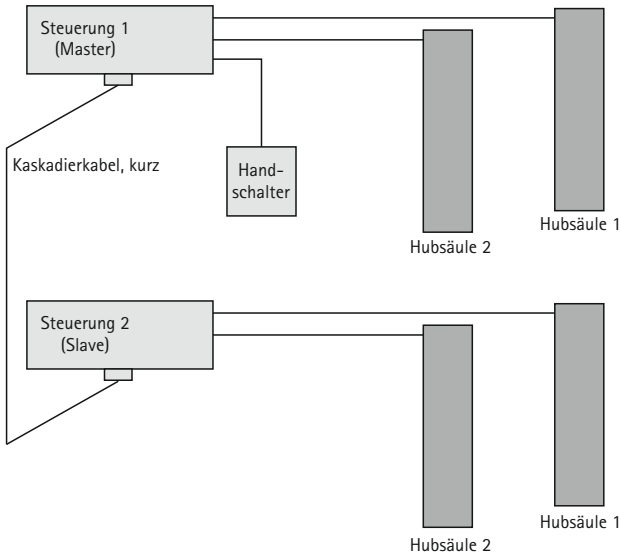 Steuerung 1
(Master)
Kaskadierkabel, kurz
Hand-
schalter
Hubsäule 1
Hubsäule 2
Steuerung 2
(Slave)
Hubsäule 1
Hubsäule 2